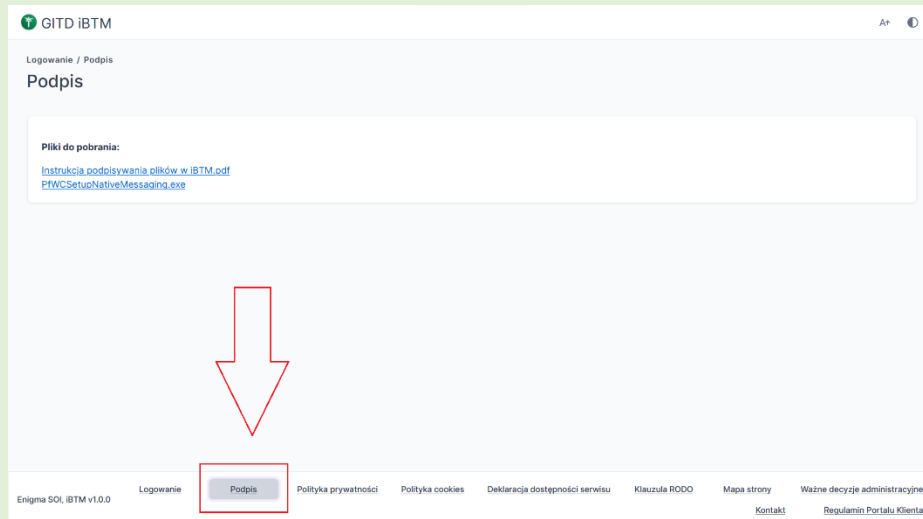 GITD iBTM
A+
Logowanie / Podpis
Podpis
Pliki do pobrania:
Instrukcja podpisywania plików w iBTM.pdf
PfWCSetupNativeMessaging.exe
Enigma SOI, iBTM v1.0.0
Logowanie
Podpis
Polityka prywatności
Polityka cookies
Deklaracja dostępności serwisu
Klauzula RODO
Mapa strony
Ważne decyzje administracyjne
Kontakt
Regulamin Portalu Klienta